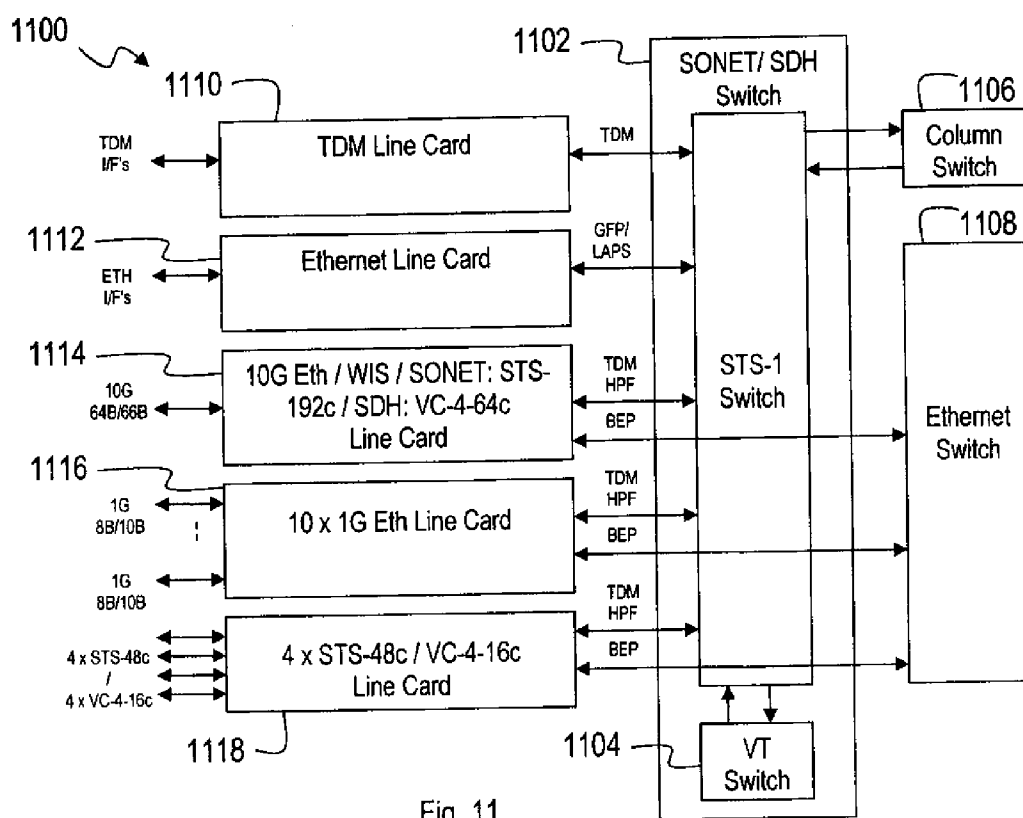 1100
1102
SONET/ SDH
Switch
1110
1106
TDM
I/F's
TDM Line Card
TDM
Column
Switch
1112
1108
ETH
I/F's
Ethernet Line Card
GFP/
LAPS
1114
10G
64B/66B
10G Eth / WIS / SONET: STS-
192c / SDH: VC-4-64c
Line Card
TDM
HPF
BEP
STS-1
Switch
Ethernet
Switch
1116
1G
8B/10B
1G
8B/10B
10 x 1G Eth Line Card
TDM
HPF
BEP
4 x STS-48c
/
4 x VC-4-16c
4 x STS-48c / VC-4-16c
Line Card
TDM
HPF
BEP
1118
1104
VT
Switch
Fig. 11